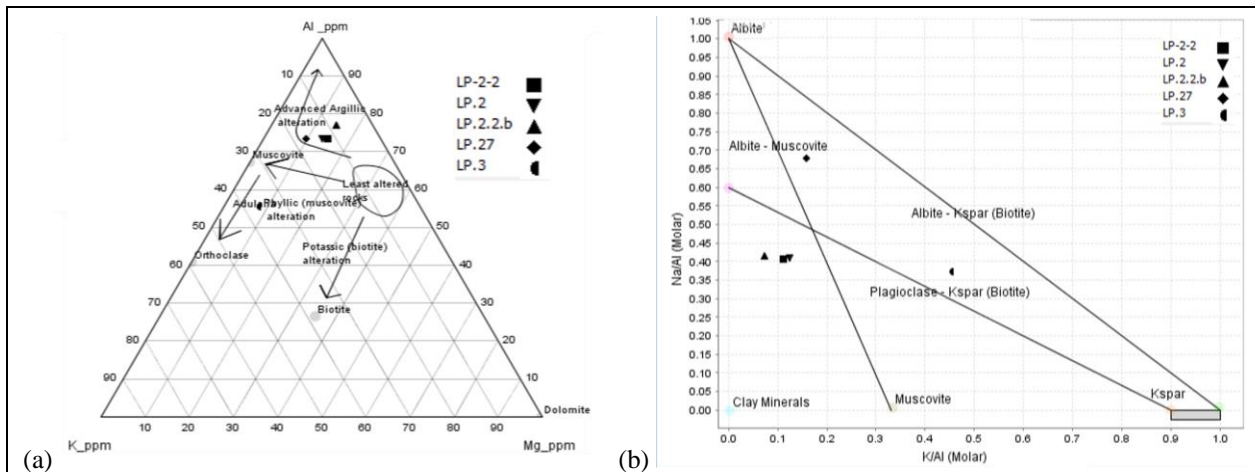 Al _ppm
10
90
20
80
30
70
40
60
50
50
60
40
70
30
80
20
90
10
Advanced Argillic
alteration
Muscovite
Least altered
rocks
Phyllic (muscovite)
alteration
Orthoclase
Potassic (biotite)
alteration
Biotite
Dolomite
K_ppm
10
20
30
40
50
60
70
80
90
Mg_ppm
LP-2-2
LP.2
LP.2.2.b
LP.27
LP.3
(a)
1.05
1.00
0.95
0.90
0.85
0.80
0.75
0.70
0.65
0.60
0.55
0.50
0.45
0.40
0.35
0.30
0.25
0.20
0.15
0.10
0.05
0.00
Na/Al (Molar)
Albite
Albite - Muscovite
Albite - Kspar (Biotite)
Plagioclase - Kspar (Biotite)
Clay Minerals
Muscovite
Kspar
LP-2-2
LP.2
LP.2.2.b
LP.27
LP.3
0.0
0.1
0.2
0.3
0.4
0.5
0.6
0.7
0.8
0.9
1.0
K/Al (Molar)
(b)